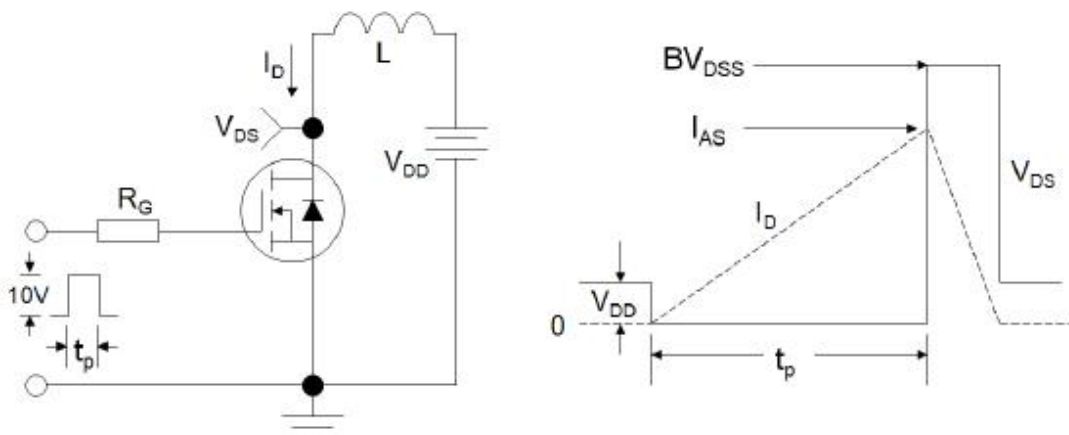 L
I_D
V_DS
V_DD
R_G
10V
t_p
BV_DSS
I_AS
V_DS
I_D
V_DD
0
t_p